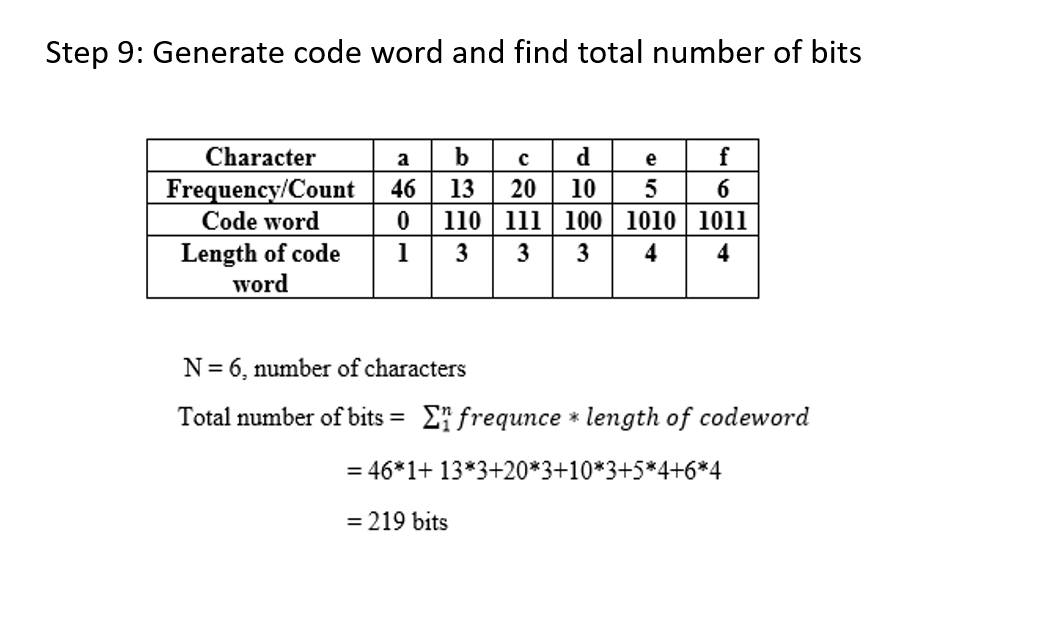 Step 9: Generate code word and find total number of bits
Character a b c d e f
Frequency/Count 46 13 20 10 5 6
Code word 0 110 111 100 1010 1011
Length of code word 1 3 3 3 4 4
N = 6, number of characters
Total number of bits = ∑₁ⁿ frequnce * length of codeword
= 46*1+ 13*3+20*3+10*3+5*4+6*4
= 219 bits